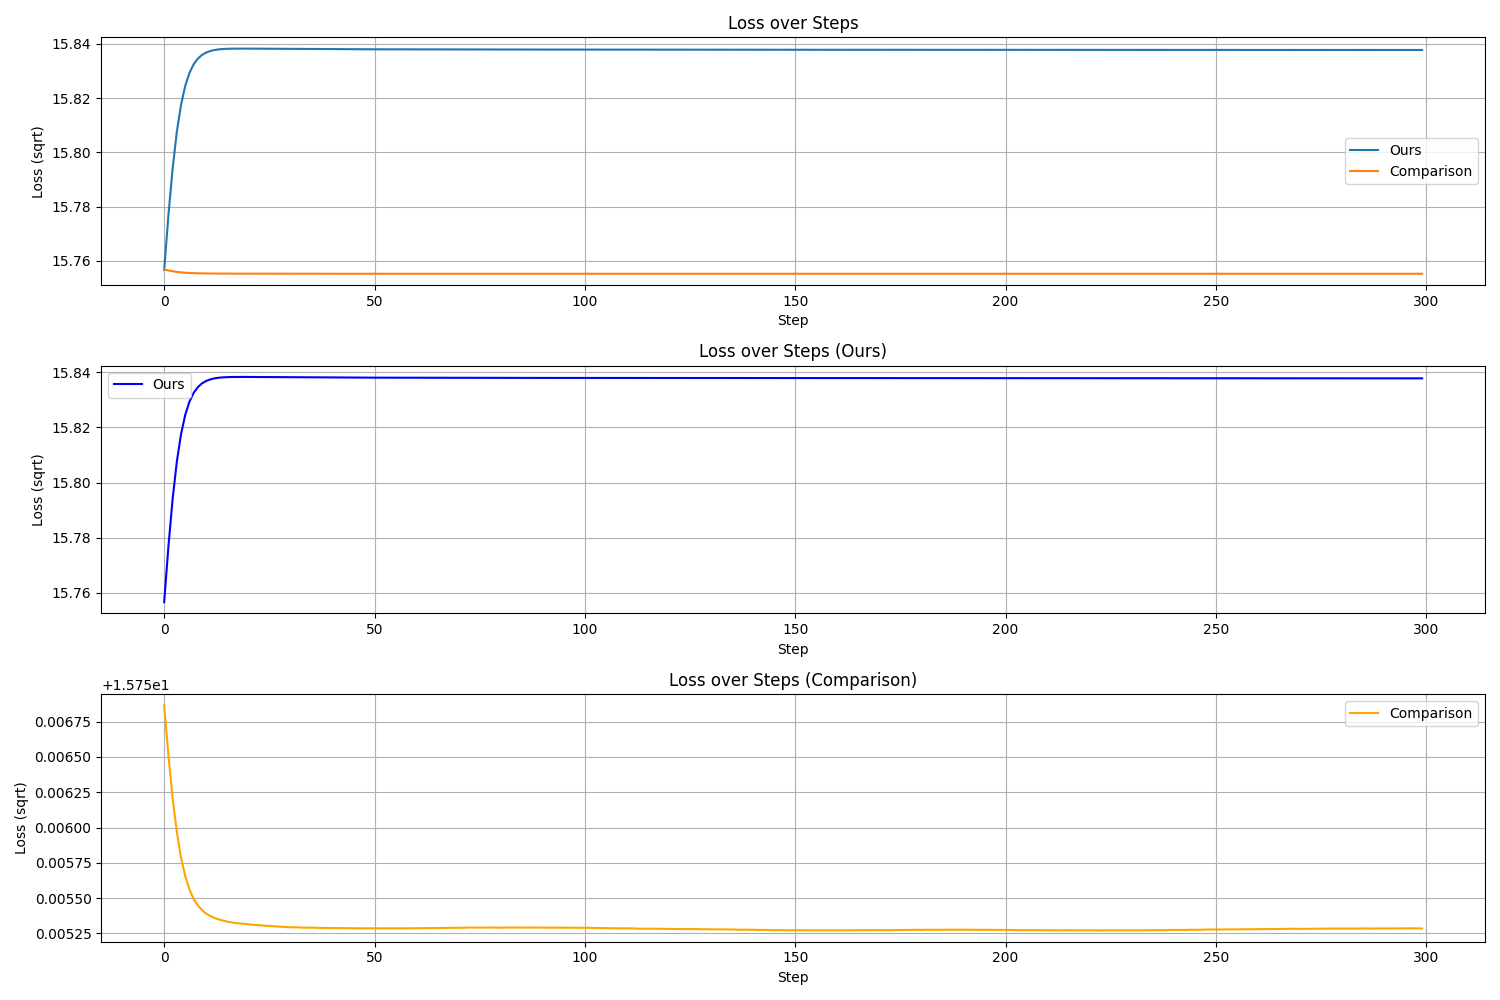 Loss over Steps
15.84
15.82
15.80
15.78
15.76
Loss (sqrt)
Ours
Comparison
0 50 100 150 200 250 300
Step
Loss over Steps (Ours)
15.84
15.82
15.80
15.78
15.76
Loss (sqrt)
Ours
0 50 100 150 200 250 300
Step
Loss over Steps (Comparison)
+1.575e1
0.00675
0.00650
0.00625
0.00600
0.00575
0.00550
0.00525
Loss (sqrt)
Comparison
0 50 100 150 200 250 300
Step